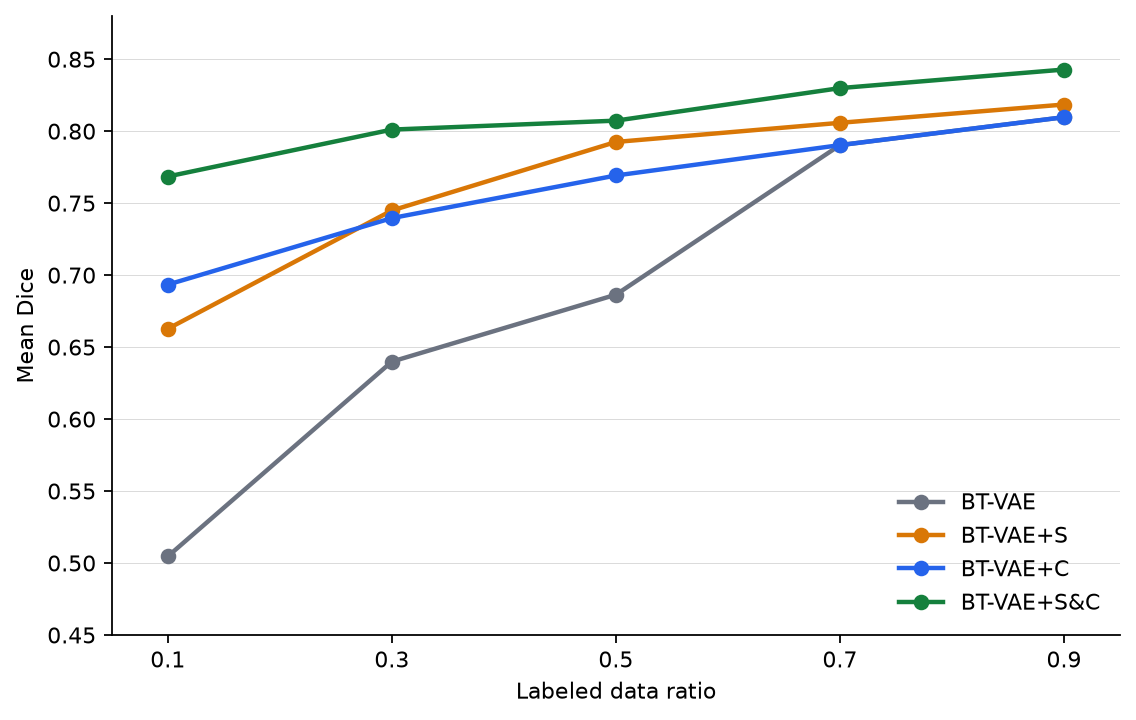 0.85
0.80
0.75
0.70
0.65
0.60
0.55
0.50
0.45
Mean Dice
0.1 0.3 0.5 0.7 0.9
Labeled data ratio
BT-VAE
BT-VAE+S
BT-VAE+C
BT-VAE+S&C